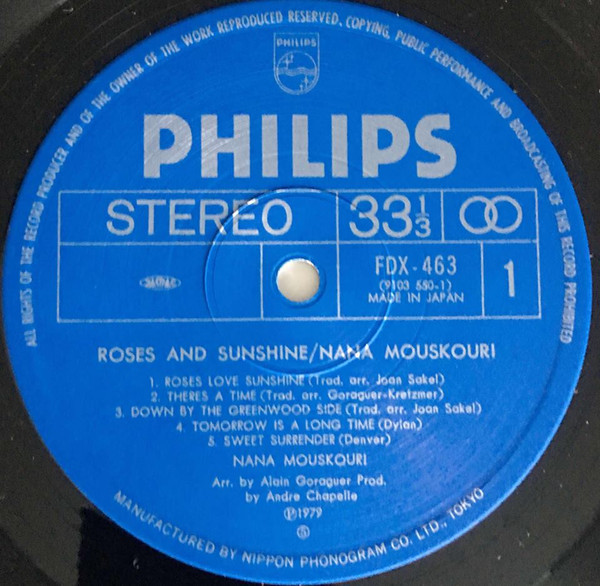 ALL RIGHTS OF THE RECORD PRODUCER AND OF THE OWNER OF THE WORK REPRODUCED RESERVED. COPYING, PUBLIC PERFORMANCE AND BROADCASTING OF THIS RECORD PROHIBITED
PHILIPS
PHILIPS
STEREO 33 1/3
FDX-463 1
(9103 550-1)
MADE IN JAPAN
ROSES AND SUNSHINE/NANA MOUSKOURI
1. ROSES LOVE SUNSHINE (Trad. arr. Joan Sakel)
2. THERES A TIME (Trad. arr. Goraguer-Kretzmer)
3. DOWN BY THE GREENWOOD SIDE (Trad. arr. Joan Sakel)
4. TOMORROW IS A LONG TIME (Dylan)
5. SWEET SURRENDER (Denver)
NANA MOUSKOURI
Arr. by Alain Goraguer Prod.
by Andre Chapelle
Ⓟ1979
MANUFACTURED BY NIPPON PHONOGRAM CO. LTD., TOKYO